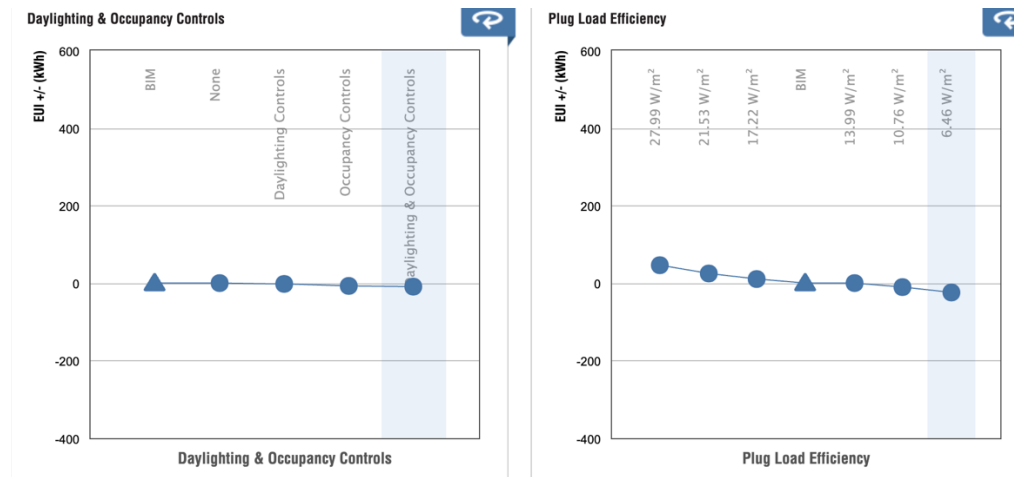 Daylighting & Occupancy Controls
EUI +/- (kWh)
600
400
200
0
-200
-400
BIM
None
Daylighting Controls
Occupancy Controls
aylighting & Occupancy Controls
Daylighting & Occupancy Controls
Plug Load Efficiency
EUI +/- (kWh)
600
400
200
0
-200
-400
27.99 W/m²
21.53 W/m²
17.22 W/m²
BIM
13.99 W/m²
10.76 W/m²
6.46 W/m²
Plug Load Efficiency